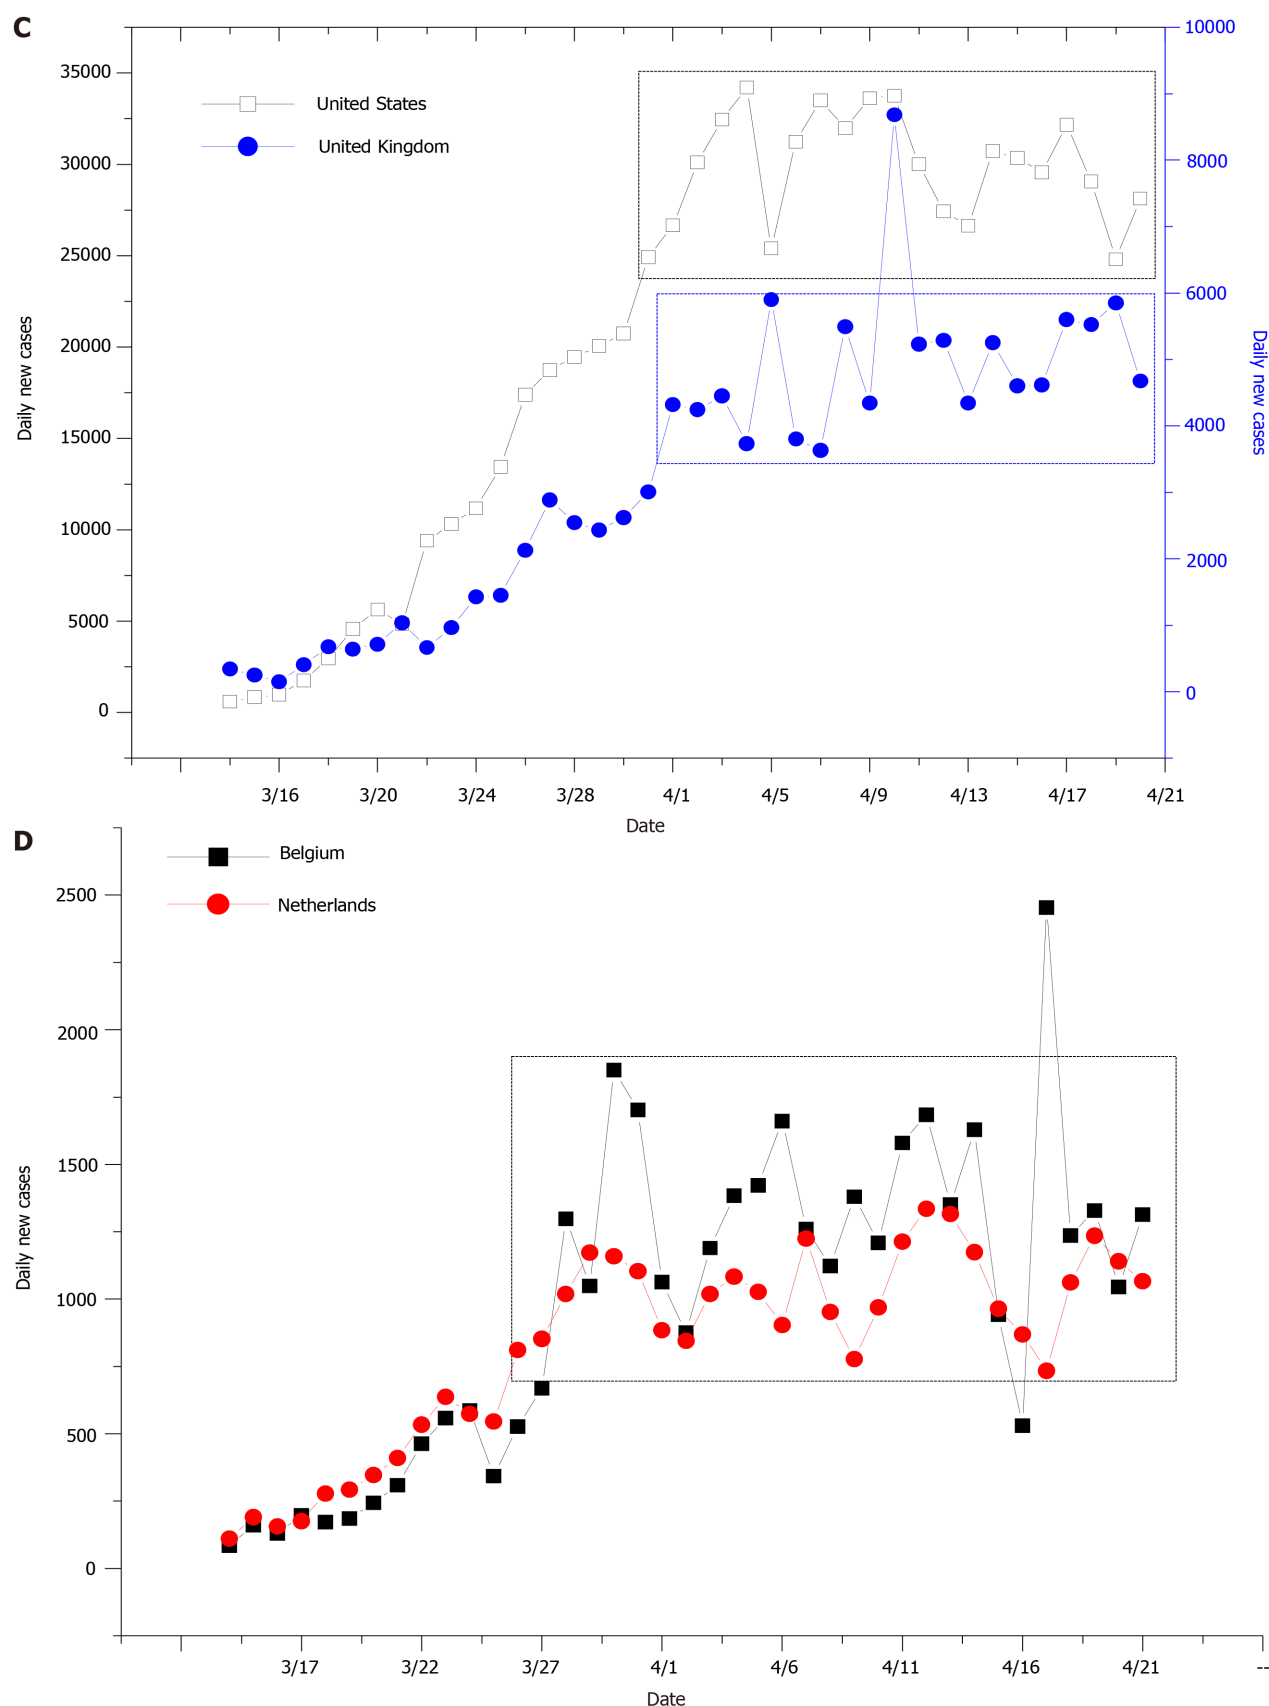 C
United States
United Kingdom
35000
30000
25000
20000
15000
10000
5000
0
Daily new cases
10000
8000
6000
4000
2000
0
Daily new cases
3/16 3/20 3/24 3/28 4/1 4/5 4/9 4/13 4/17 4/21
Date
D
Belgium
Netherlands
2500
2000
1500
1000
500
0
Daily new cases
3/17 3/22 3/27 4/1 4/6 4/11 4/16 4/21 --
Date